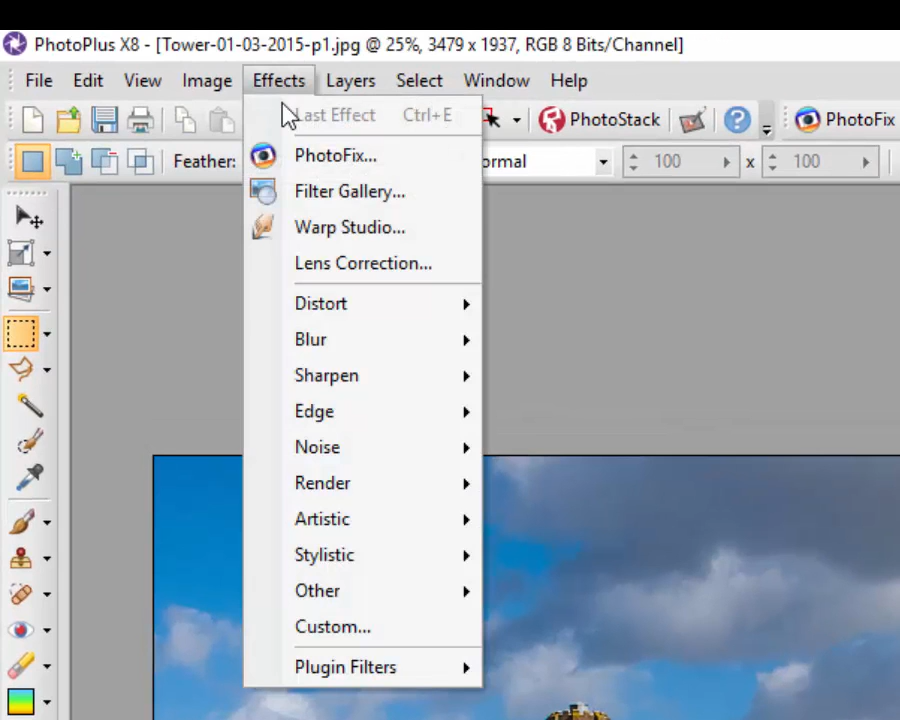 PhotoPlus X8 - [Tower-01-03-2015-p1.jpg @ 25%, 3479 x 1937, RGB 8 Bits/Channel]
File Edit View Image Effects Layers Select Window Help
Last Effect Ctrl+E
PhotoStack
PhotoFix
Feather:
100 x 100
PhotoFix...
Filter Gallery...
Warp Studio...
Lens Correction...
Distort
Blur
Sharpen
Edge
Noise
Render
Artistic
Stylistic
Other
Custom...
Plugin Filters